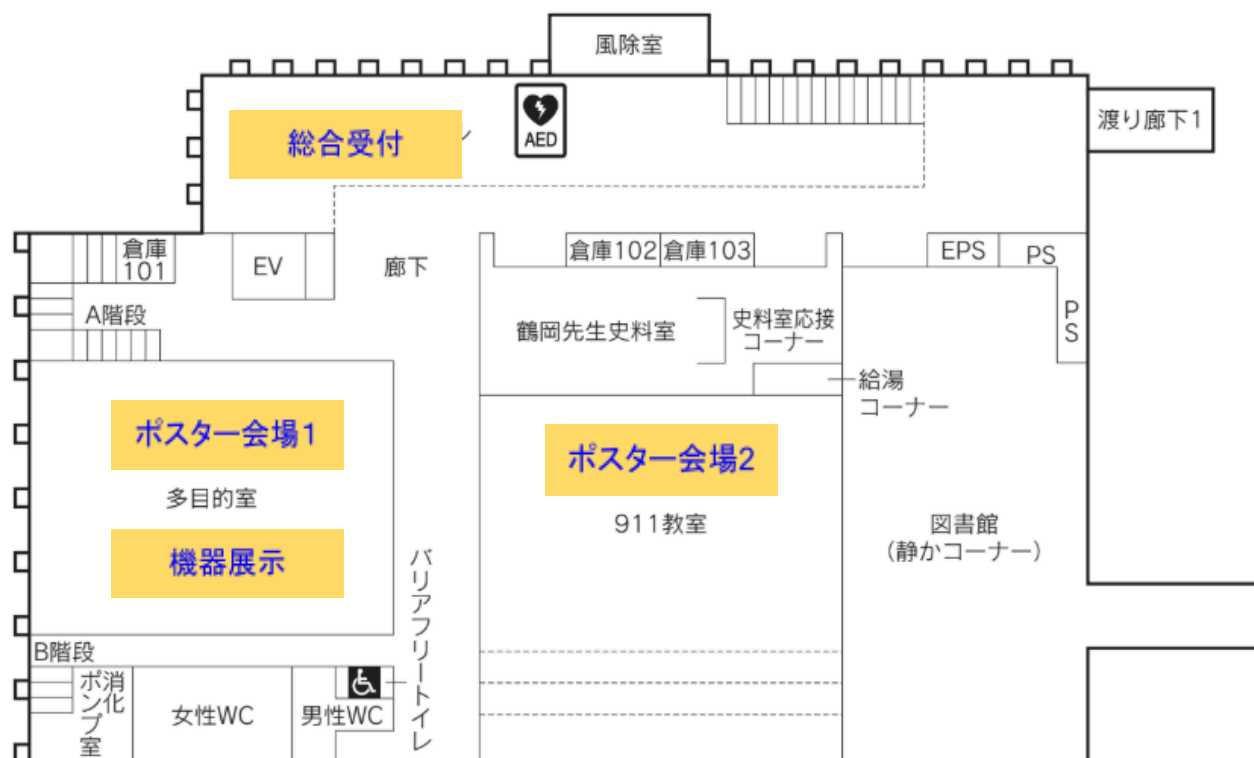 風除室
総合受付
AED
渡り廊下1
倉庫
101
EV
廊下
倉庫102
倉庫103
EPS
PS
PS
A階段
鶴岡先生史料室
史料室応接
コーナー
給湯
コーナー
ポスター会場1
多目的室
機器展示
ポスター会場2
911教室
図書館
（静かコーナー）
バリアフリートイレ
B階段
消化
ポンプ室
女性WC
男性WC